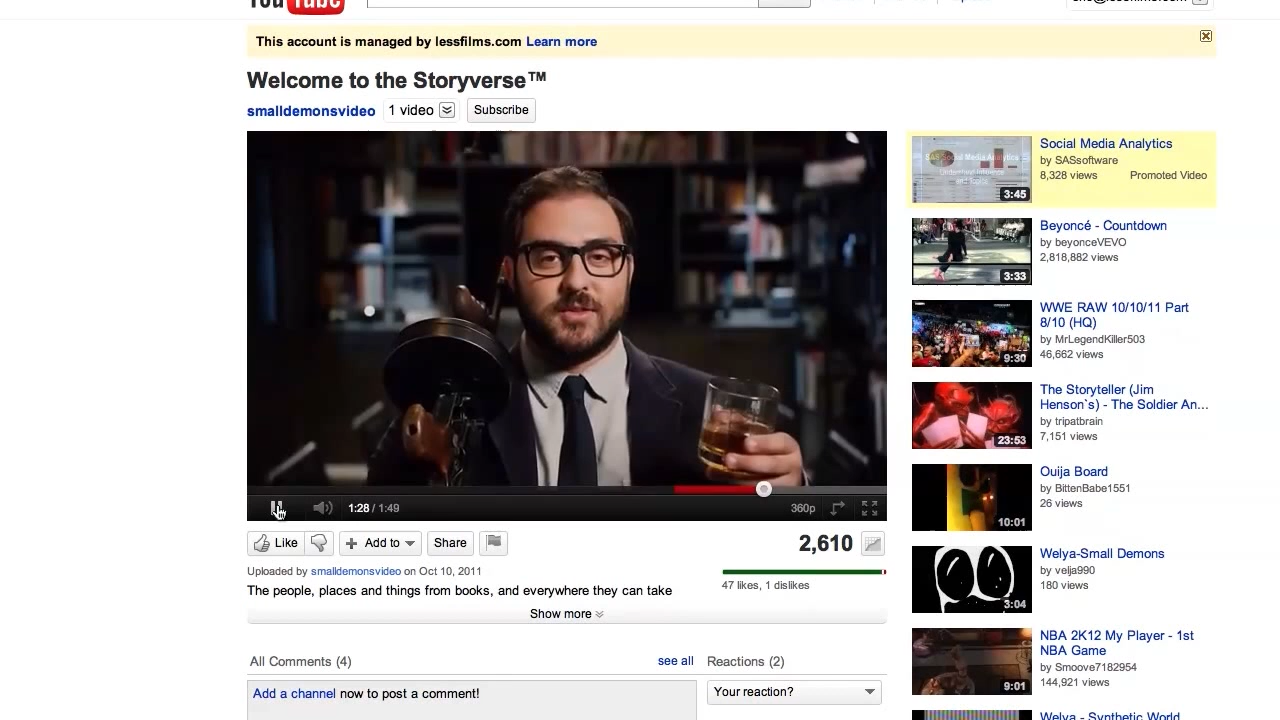 You Tube
This account is managed by lessfilms.com Learn more
Welcome to the Storyverse™
smalldemonsvideo 1 video Subscribe
1:28 / 1:49
360p
Like
Add to
Share
2,610
Uploaded by smalldemonsvideo on Oct 10, 2011
47 likes, 1 dislikes
The people, places and things from books, and everywhere they can take
Show more
All Comments (4)
see all
Reactions (2)
Add a channel now to post a comment!
Your reaction?
SAS Social Media Analytics
3:45
Social Media Analytics
by SASsoftware
8,328 views Promoted Video
3:33
Beyoncé - Countdown
by beyonceVEVO
2,818,882 views
9:30
WWE RAW 10/10/11 Part
8/10 (HQ)
by MrLegendKiller503
46,662 views
23:53
The Storyteller (Jim
Henson`s) - The Soldier An...
by tripatbrain
7,151 views
10:01
Ouija Board
by BittenBabe1551
26 views
3:04
Welya-Small Demons
by velja990
180 views
9:01
NBA 2K12 My Player - 1st
NBA Game
by Smoove7182954
144,921 views
Welya - Synthetic World